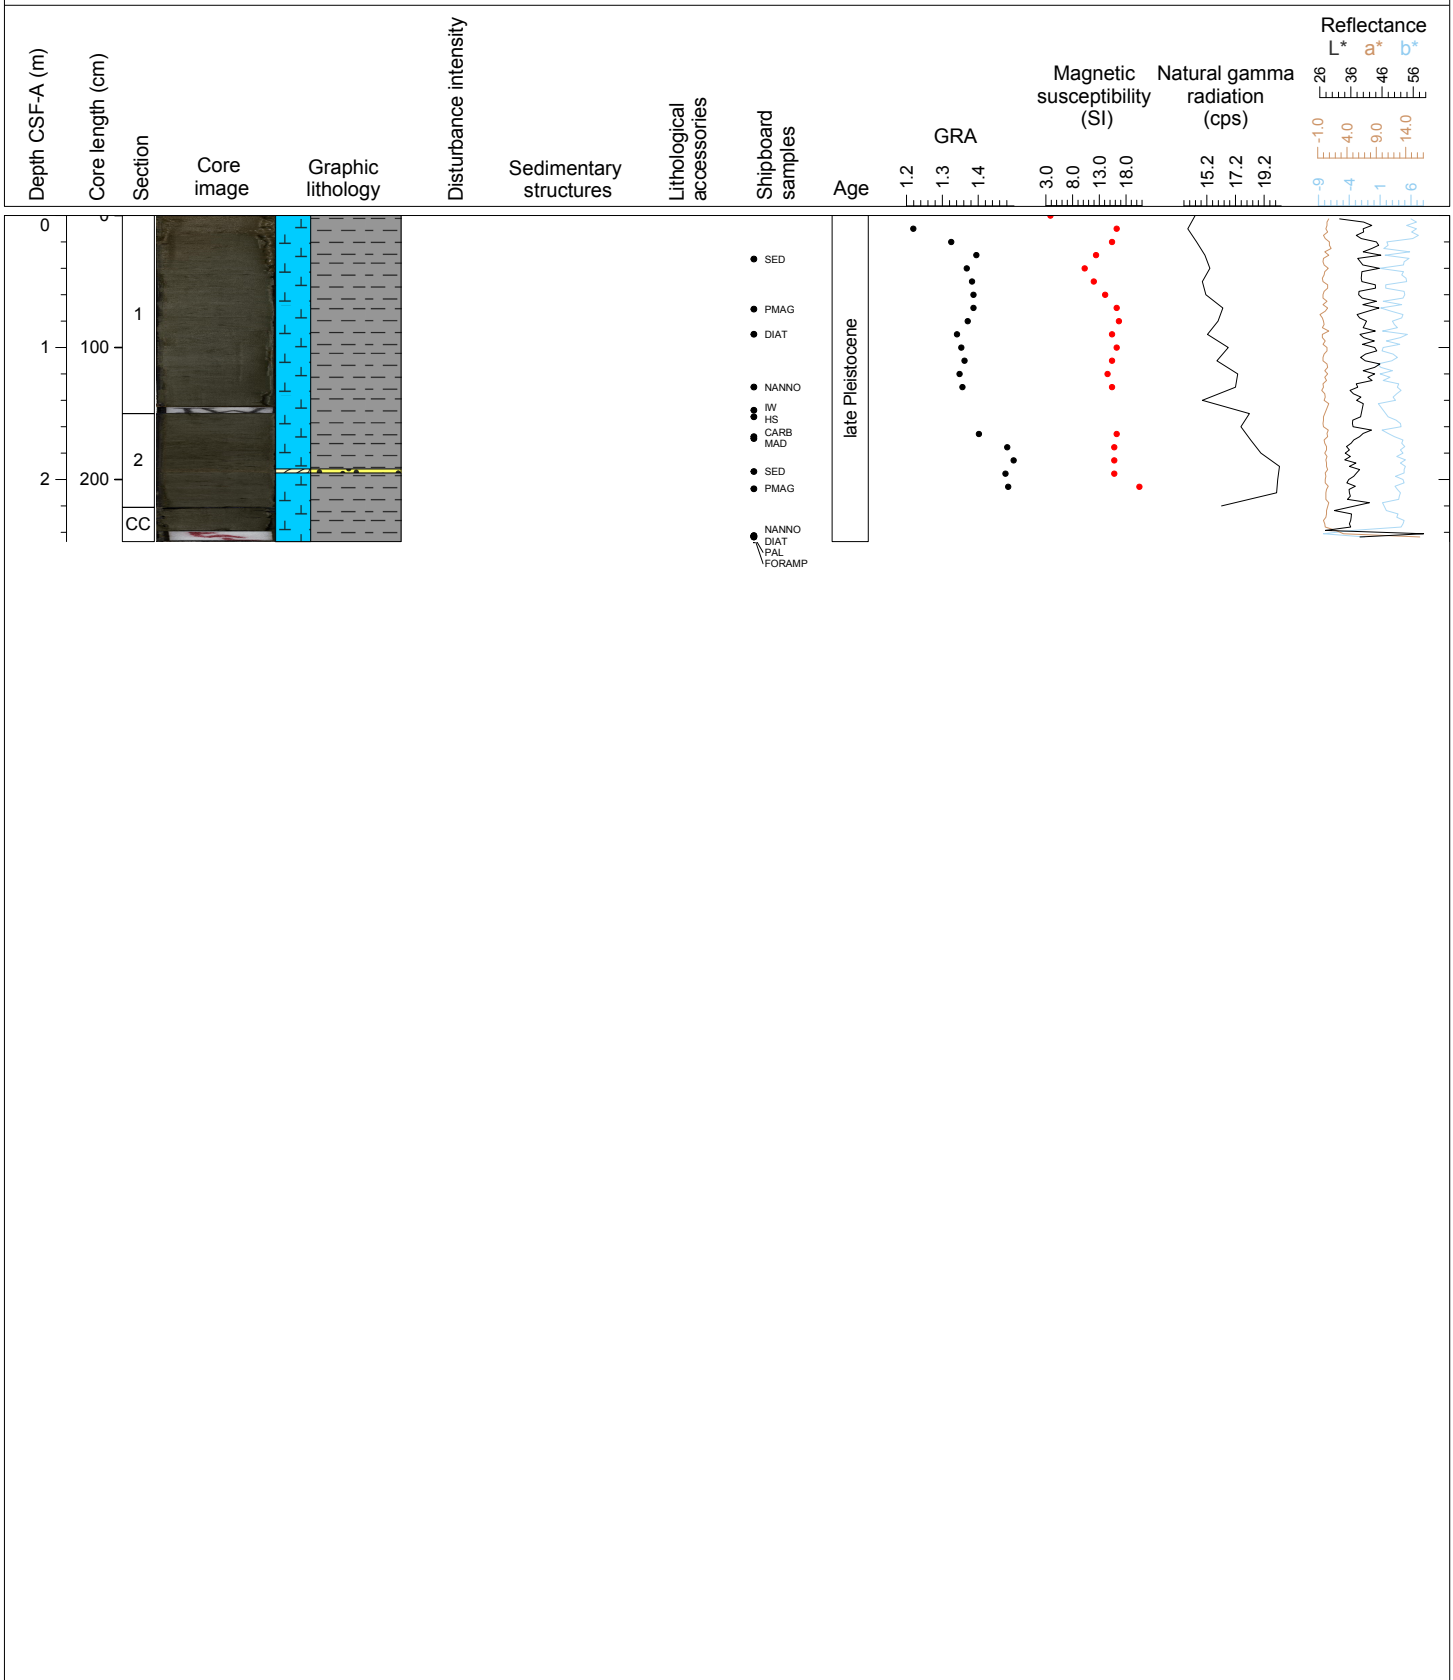 Depth CSF-A (m)
Core length (cm)
Section
Core
image
Graphic
lithology
Disturbance intensity
Sedimentary
structures
Lithological
accessories
Shipboard
samples
Age
GRA
1.2 1.3 1.4
Magnetic
susceptibility
(SI)
3.0 8.0 13.0 18.0
Natural gamma
radiation
(cps)
15.2 17.2 19.2
Reflectance
L* a* b*
26 36 46 56
-1.0 4.0 9.0 14.0
-9 -4 1 6
0
1
2
0
100
200
1
2
CC
SED
PMAG
DIAT
NANNO
IW
HS
CARB
MAD
SED
PMAG
NANNO
DIAT
PAL
FORAMP
late Pleistocene